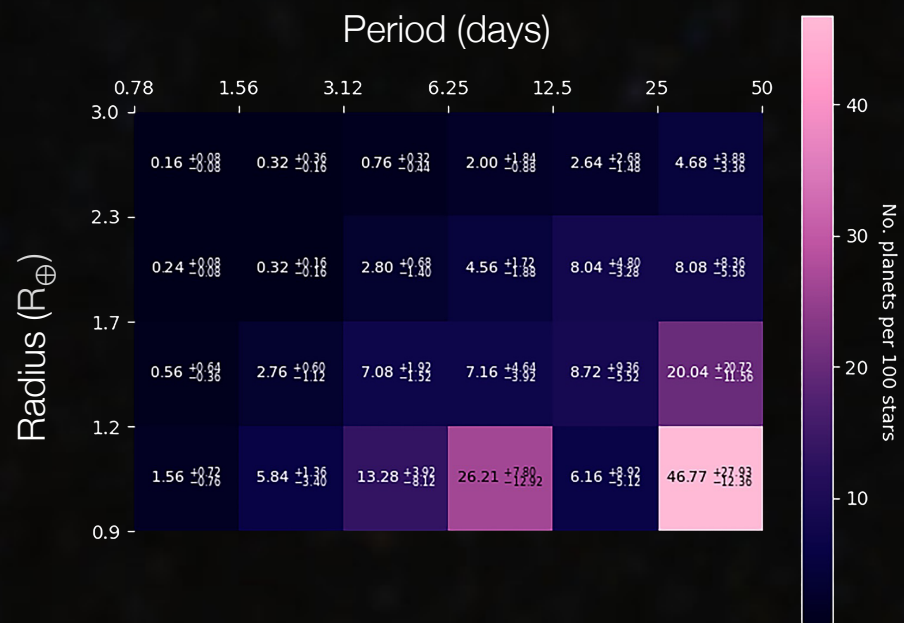 Period (days)
0.78 1.56 3.12 6.25 12.5 25 50
3.0
0.16 +0.08 −0.08 0.32 +0.36 −0.16 0.76 +0.32 −0.44 2.00 +1.84 −0.88 2.64 +2.68 −1.48 4.68 +3.88 −3.36
2.3
0.24 +0.08 −0.08 0.32 +0.16 −0.16 2.80 +0.68 −1.40 4.56 +1.72 −1.88 8.04 +4.80 −3.28 8.08 +8.36 −5.56
1.7
0.56 +0.64 −0.36 2.76 +0.60 −1.12 7.08 +1.92 −1.52 7.16 +4.64 −3.92 8.72 +9.36 −5.52 20.04 +20.72 −11.56
1.2
1.56 +0.72 −0.76 5.84 +1.36 −3.40 13.28 +3.92 −8.12 26.21 +7.80 −12.92 6.16 +8.92 −5.12 46.77 +27.93 −12.36
0.9
Radius (R⊕)
40
30
20
10
No. planets per 100 stars